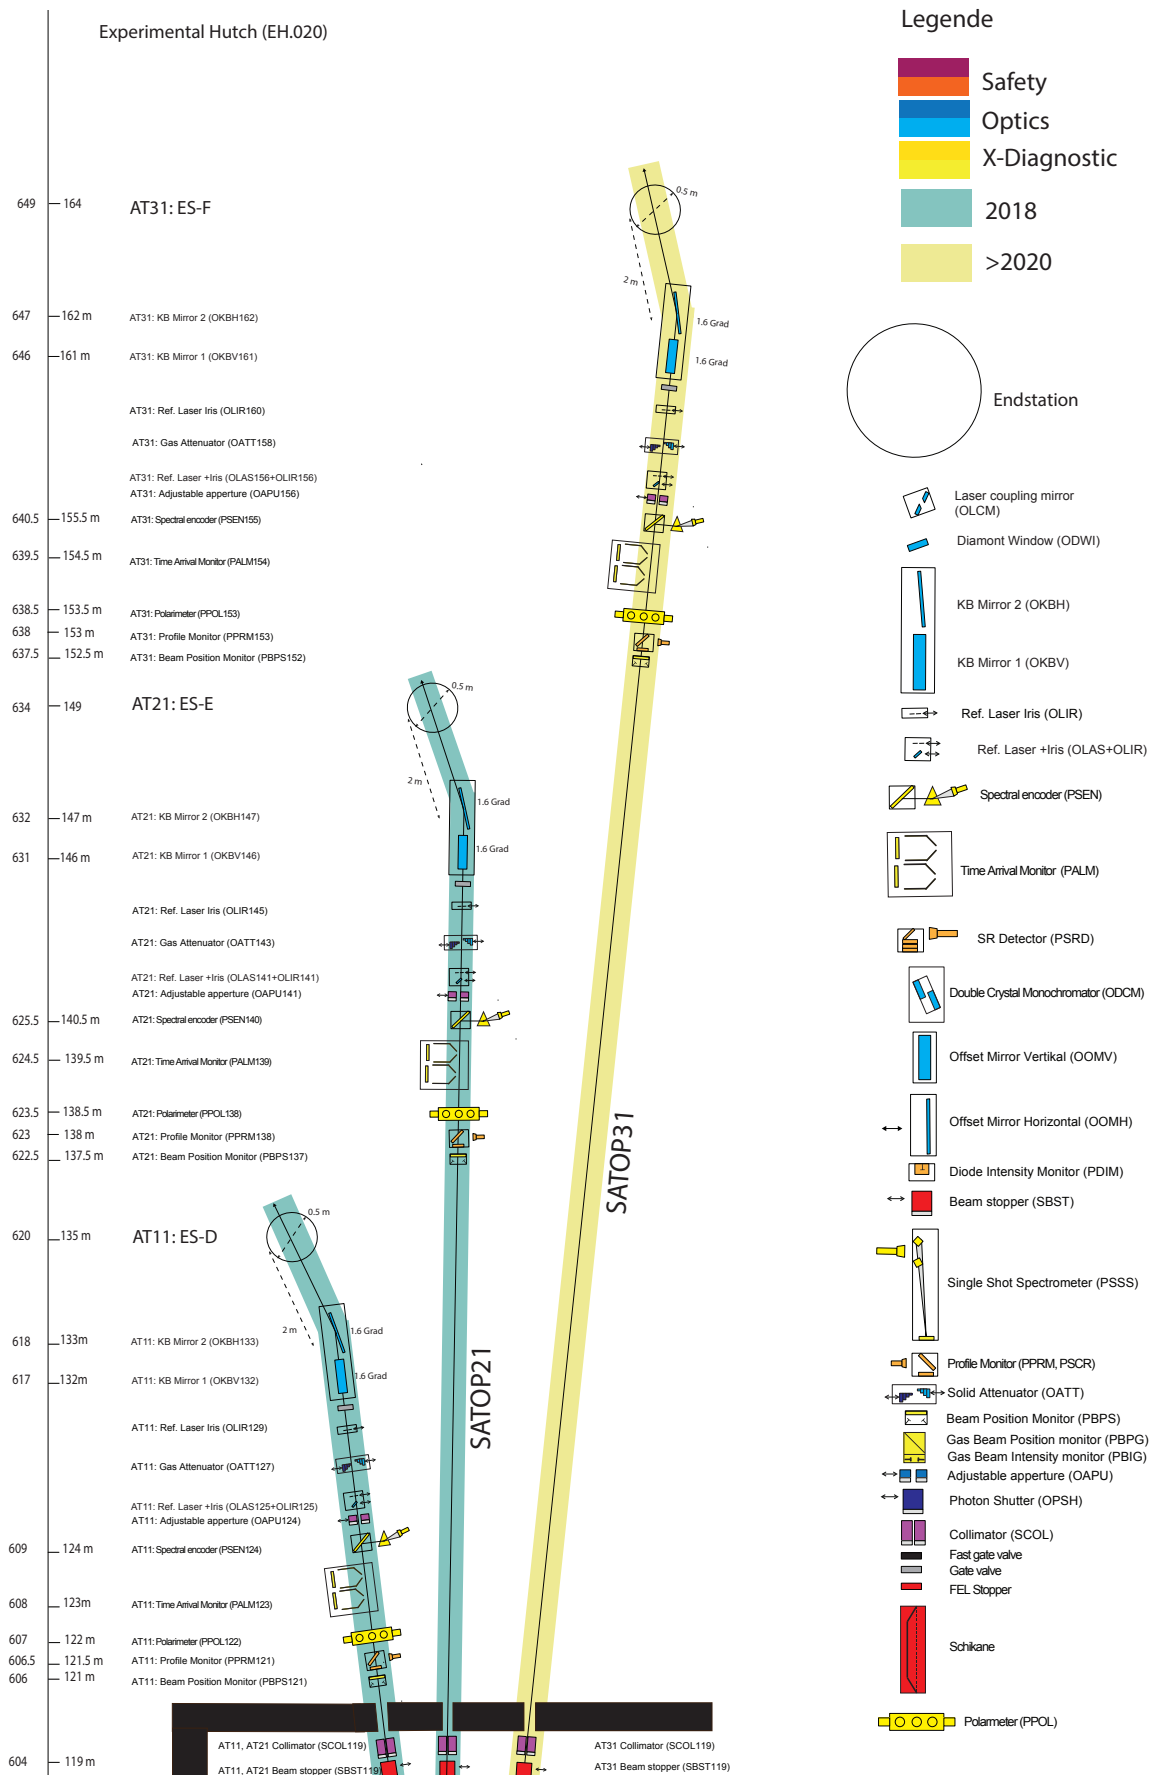 Experimental Hutch (EH.020)
649 164 AT31: ES-F
0.5 m
2 m
647 162 m AT31: KB Mirror 2 (OKBH162)
1.6 Grad
646 161 m AT31: KB Mirror 1 (OKBV161)
1.6 Grad
AT31: Ref. Laser Iris (OLIR160)
AT31: Gas Attenuator (OATT158)
AT31: Ref. Laser +Iris (OLAS156+OLIR156)
AT31: Adjustable aperture (OAPU156)
640.5 155.5 m AT31: Spectral encoder (PSEN155)
639.5 154.5 m AT31: Time Arrival Monitor (PALM154)
638.5 153.5 m AT31: Polarimeter (PPOL153)
638 153 m AT31: Profile Monitor (PPRM153)
637.5 152.5 m AT31: Beam Position Monitor (PBPS152)
634 149 AT21: ES-E
0.5 m
2 m
632 147 m AT21: KB Mirror 2 (OKBH147)
1.6 Grad
631 146 m AT21: KB Mirror 1 (OKBV146)
1.6 Grad
AT21: Ref. Laser Iris (OLIR145)
AT21: Gas Attenuator (OATT143)
AT21: Ref. Laser +Iris (OLAS141+OLIR141)
AT21: Adjustable aperture (OAPU141)
625.5 140.5 m AT21: Spectral encoder (PSEN140)
624.5 139.5 m AT21: Time Arrival Monitor (PALM139)
623.5 138.5 m AT21: Polarimeter (PPOL138)
623 138 m AT21: Profile Monitor (PPRM138)
622.5 137.5 m AT21: Beam Position Monitor (PBPS137)
SATOP31
620 135 m AT11: ES-D
0.5 m
2 m
618 133m AT11: KB Mirror 2 (OKBH133)
1.6 Grad
617 132m AT11: KB Mirror 1 (OKBV132)
1.6 Grad
SATOP21
AT11: Ref. Laser Iris (OLIR129)
AT11: Gas Attenuator (OATT127)
AT11: Ref. Laser +Iris (OLAS125+OLIR125)
AT11: Adjustable aperture (OAPU124)
609 124 m AT11: Spectral encoder (PSEN124)
608 123m AT11: Time Arrival Monitor (PALM123)
607 122 m AT11: Polarimeter (PPOL122)
606.5 121.5 m AT11: Profile Monitor (PPRM121)
606 121 m AT11: Beam Position Monitor (PBPS121)
AT11, AT21 Collimator (SCOL119)
AT31 Collimator (SCOL119)
604 119m AT11, AT21 Beam stopper (SBST119)
AT31 Beam stopper (SBST119)
Legende
Safety
Optics
X-Diagnostic
2018
>2020
Endstation
Laser coupling mirror
(OLCM)
Diamont Window (ODWI)
KB Mirror 2 (OKBH)
KB Mirror 1 (OKBV)
Ref. Laser Iris (OLIR)
Ref. Laser +Iris (OLAS+OLIR)
Spectral encoder (PSEN)
Time Arrival Monitor (PALM)
SR Detector (PSRD)
Double Crystal Monochromator (ODCM)
Offset Mirror Vertikal (OOMV)
Offset Mirror Horizontal (OOMH)
Diode Intensity Monitor (PDIM)
Beam stopper (SBST)
Single Shot Spectrometer (PSSS)
Profile Monitor (PPRM, PSCR)
Solid Attenuator (OATT)
Beam Position Monitor (PBPS)
Gas Beam Position monitor (PBPG)
Gas Beam Intensity monitor (PBIG)
Adjustable apperture (OAPU)
Photon Shutter (OPSH)
Collimator (SCOL)
Fast gate valve
Gate valve
FEL Stopper
Schikane
Polarmeter (PPOL)